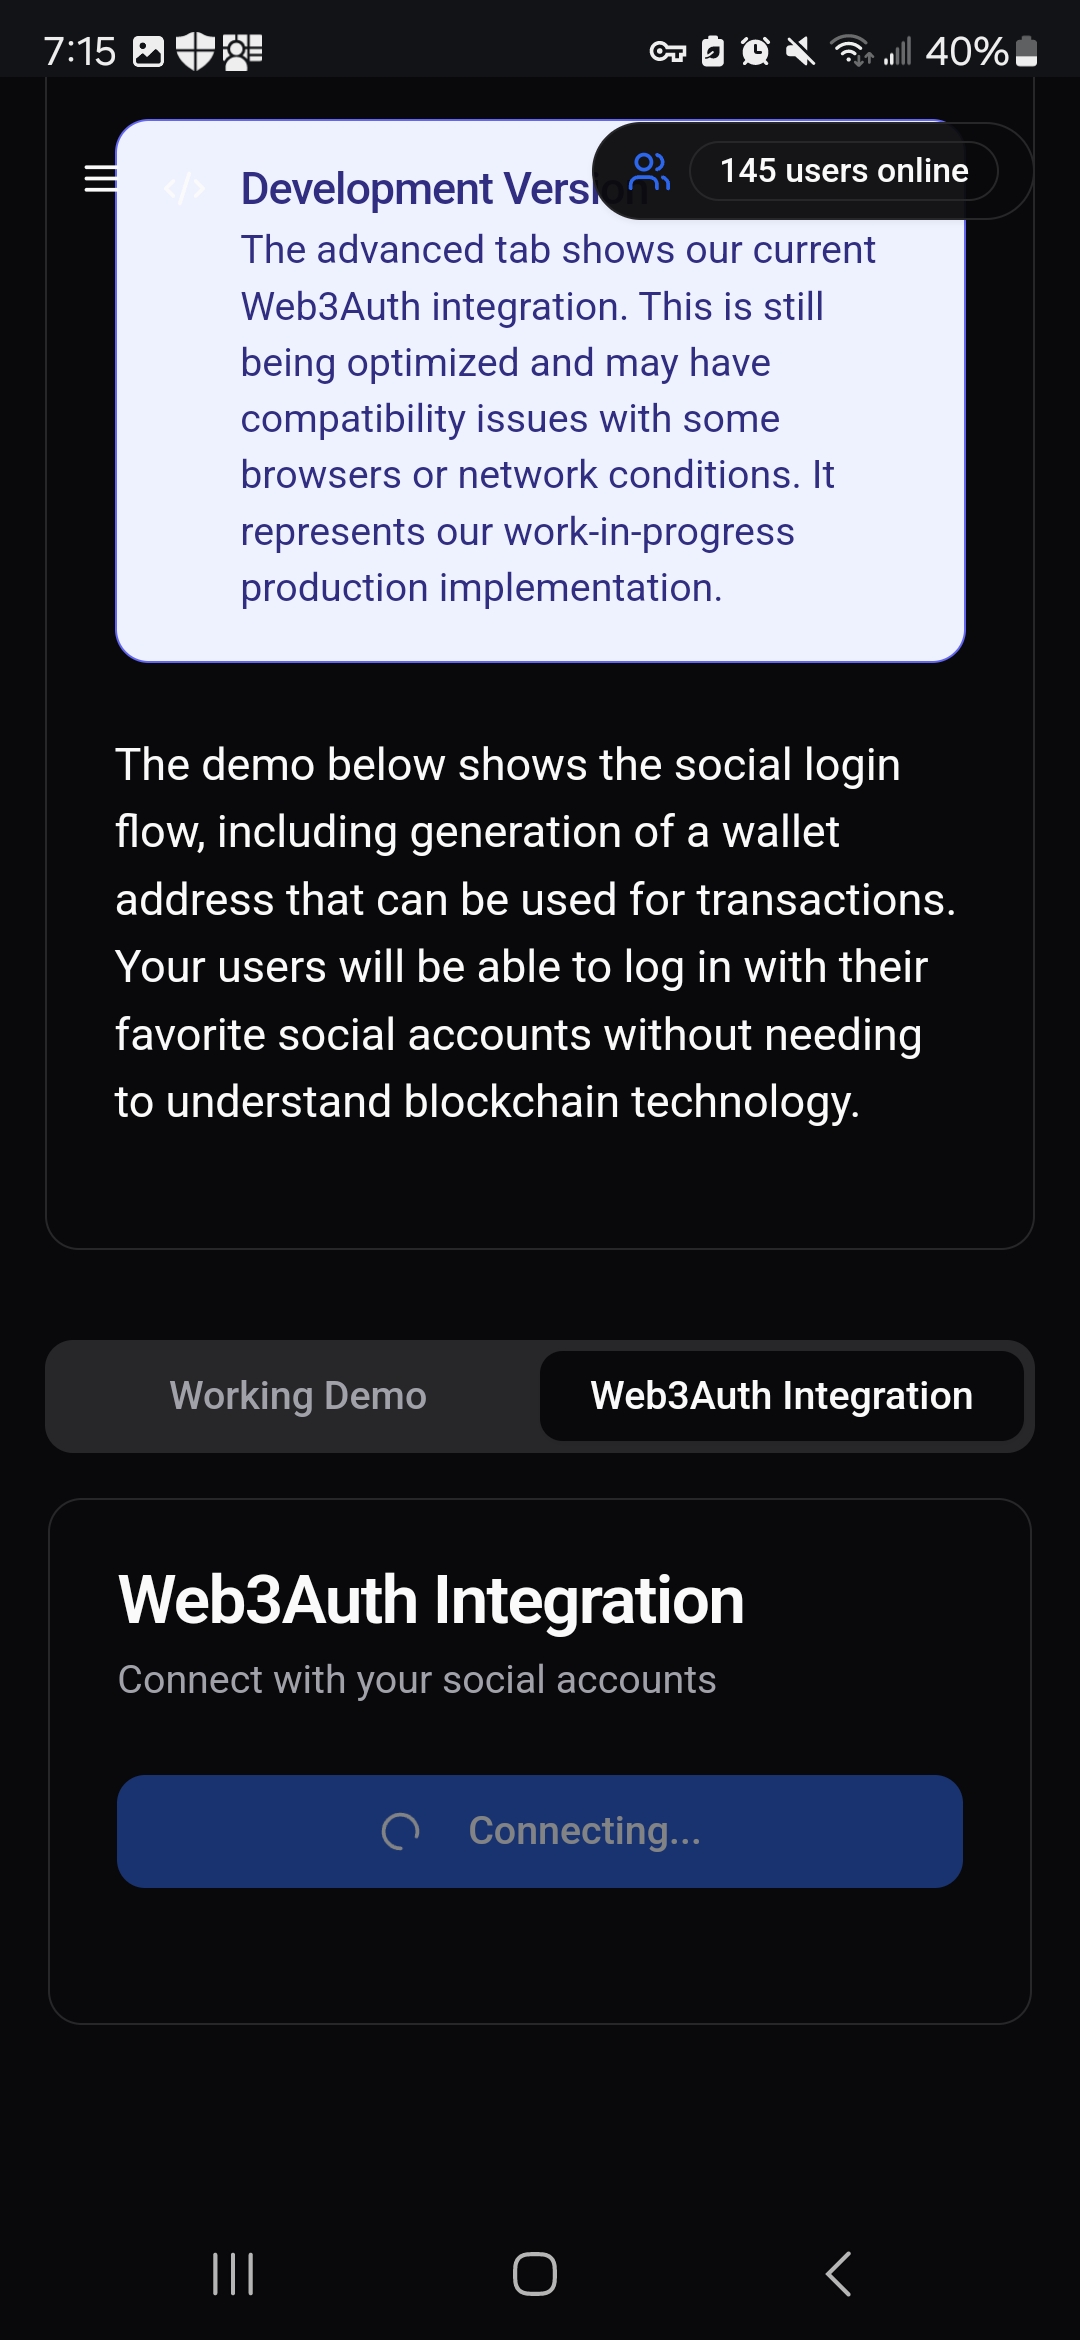 7:15
40%
145 users online
Development Version
The advanced tab shows our current
Web3Auth integration. This is still
being optimized and may have
compatibility issues with some
browsers or network conditions. It
represents our work-in-progress
production implementation.
The demo below shows the social login
flow, including generation of a wallet
address that can be used for transactions.
Your users will be able to log in with their
favorite social accounts without needing
to understand blockchain technology.
Working Demo
Web3Auth Integration
Web3Auth Integration
Connect with your social accounts
Connecting...